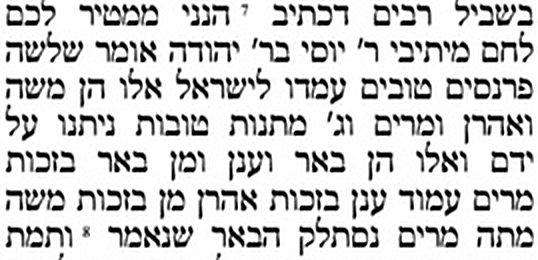 בשביל רבים דכתיב 7 הנני ממטיר לכם
לחם מיתיבי ר׳ יוסי בר׳ יהודה אומר שלשה
פרנסים טובים עמדו לישראל אלו הן משה
ואהרן ומרים וג׳ מתנות טובות ניתנו על
ידם ואלו הן באר וענן ומן באר בזכות
מרים עמוד ענן בזכות אהרן מן בזכות משה
מתה מרים נסתלק הבאר שנאמר 8 ותמת